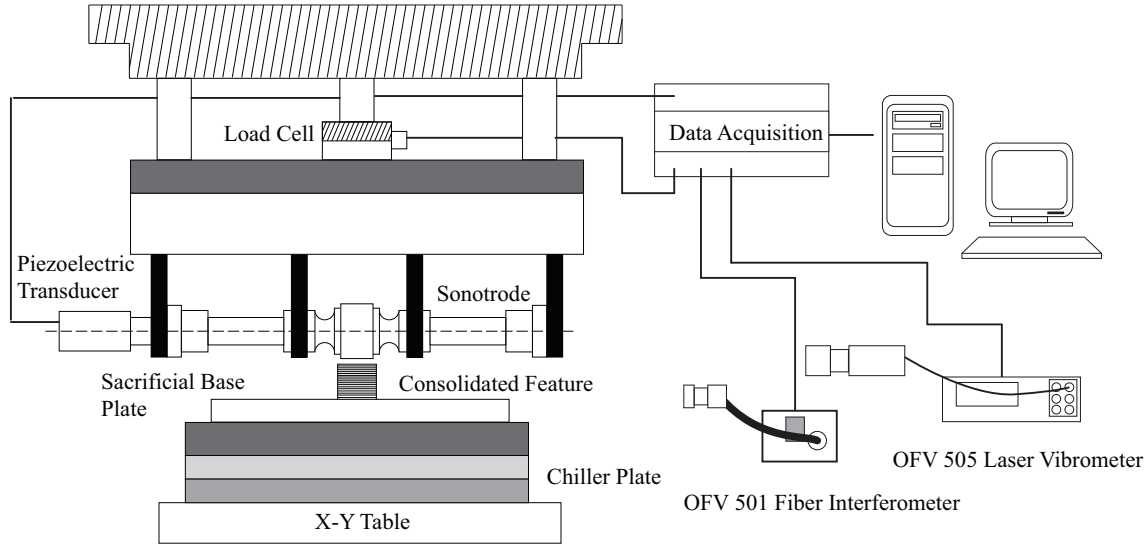 Load Cell
Data Acquisition
Piezoelectric
Transducer
Sonotrode
Sacrificial Base
Plate
Consolidated Feature
Chiller Plate
X-Y Table
OFV 505 Laser Vibrometer
OFV 501 Fiber Interferometer